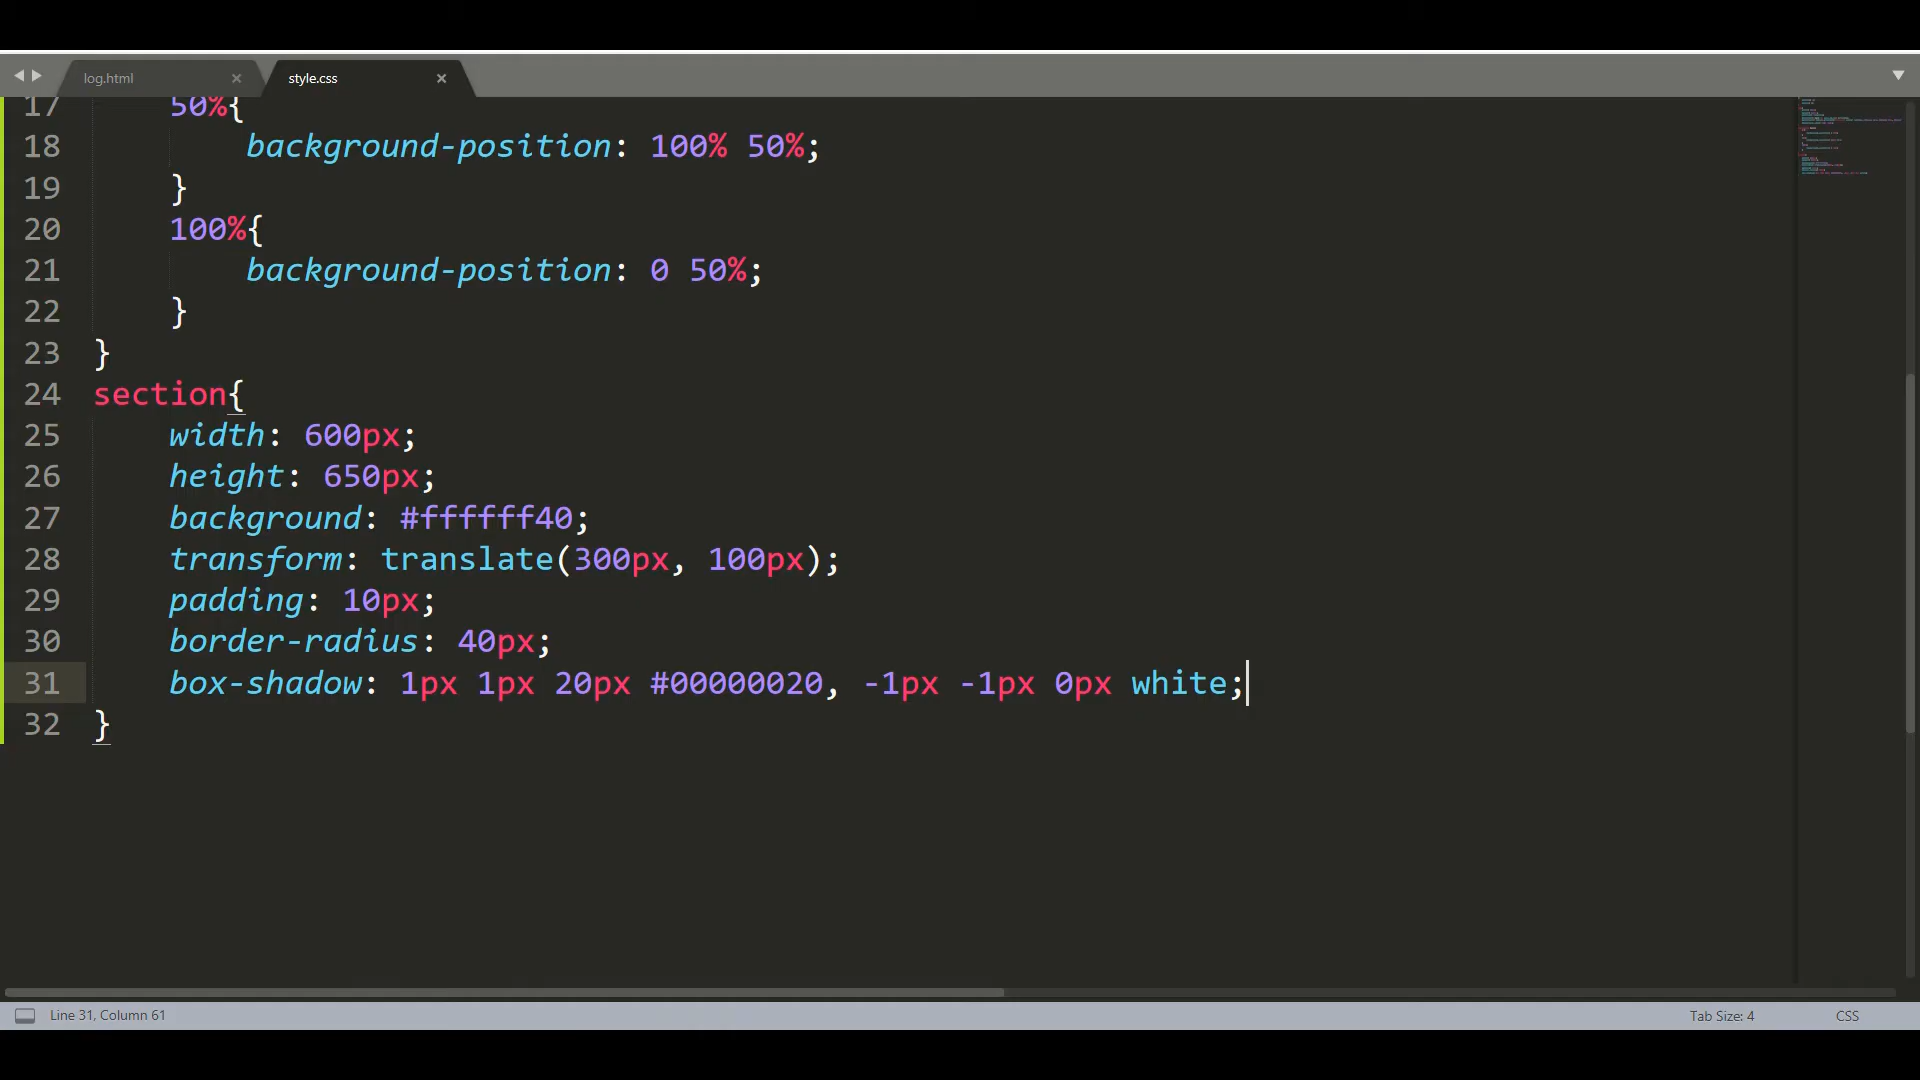 log.html style.css
17 50%{
18 background-position: 100% 50%;
19 }
20 100%{
21 background-position: 0 50%;
22 }
23 }
24 section{
25 width: 600px;
26 height: 650px;
27 background: #ffffff40;
28 transform: translate(300px, 100px);
29 padding: 10px;
30 border-radius: 40px;
31 box-shadow: 1px 1px 20px #00000020, -1px -1px 0px white;
32 }
Line 31, Column 61 Tab Size: 4 CSS